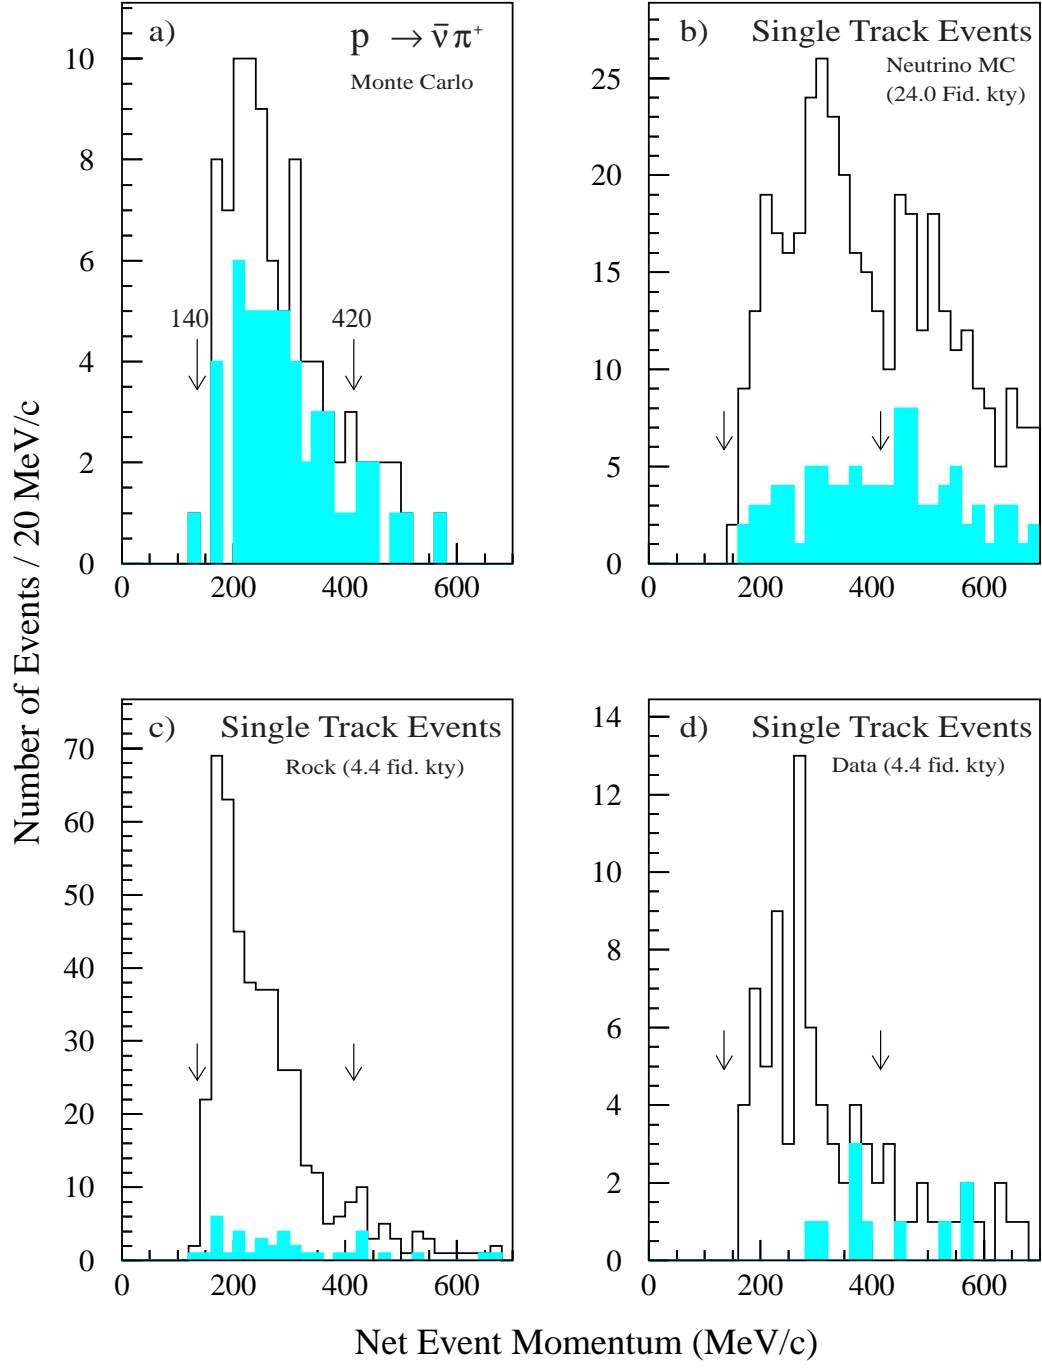 a)
p → ν̄ π⁺
Monte Carlo
10
8
6
4
2
0
140
420
0 200 400 600
b) Single Track Events
Neutrino MC
(24.0 Fid. kty)
25
20
15
10
5
0
0 200 400 600
Number of Events / 20 MeV/c
c) Single Track Events
Rock (4.4 fid. kty)
70
60
50
40
30
20
10
0
0 200 400 600
d) Single Track Events
Data (4.4 fid. kty)
14
12
10
8
6
4
2
0
0 200 400 600
Net Event Momentum (MeV/c)